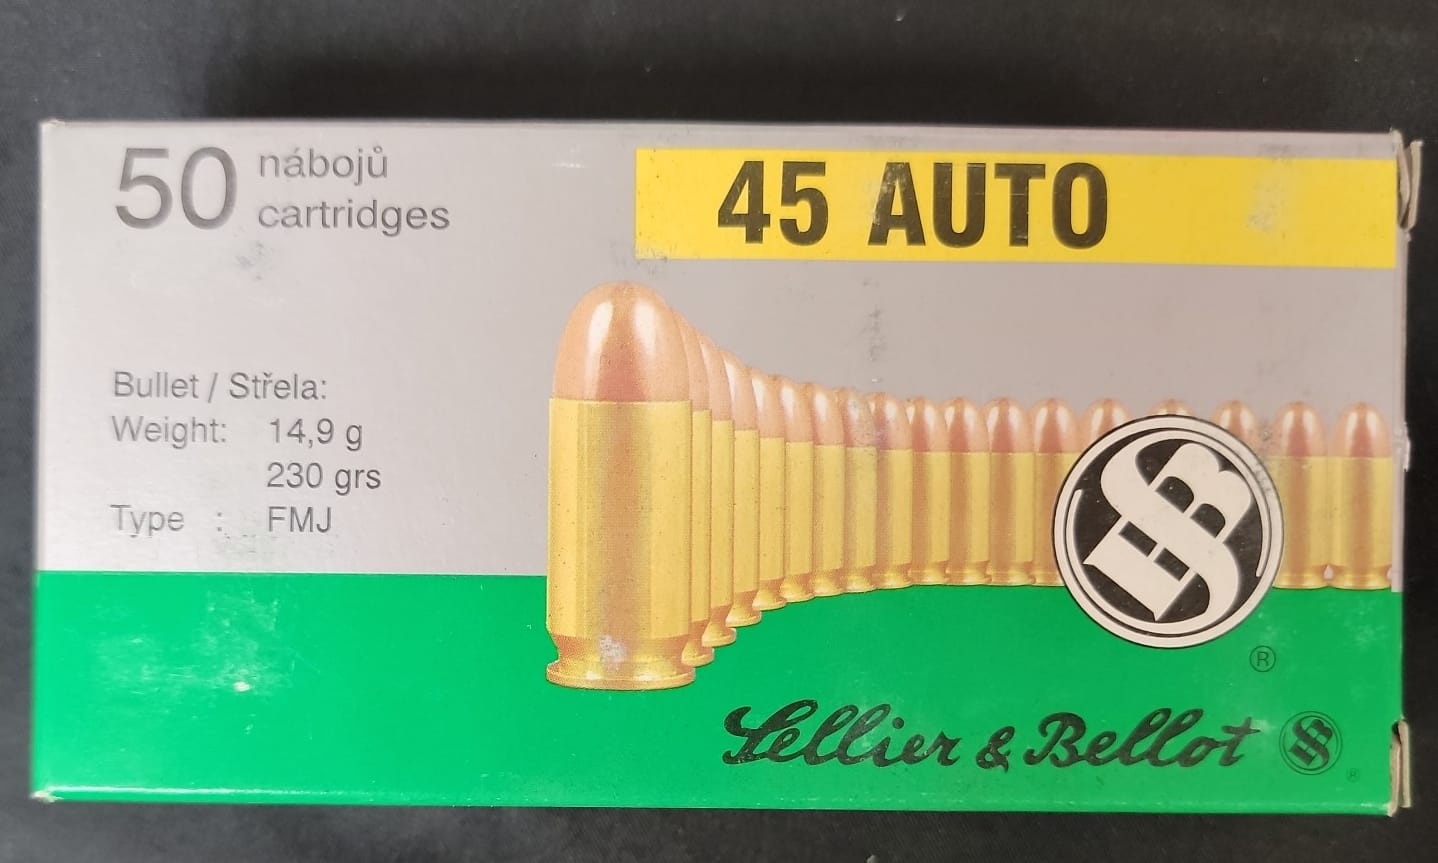 50 nábojů
cartridges
45 AUTO
Bullet / Střela:
Weight: 14,9 g
230 grs
Type : FMJ
S&B
®
Sellier & Bellot
®